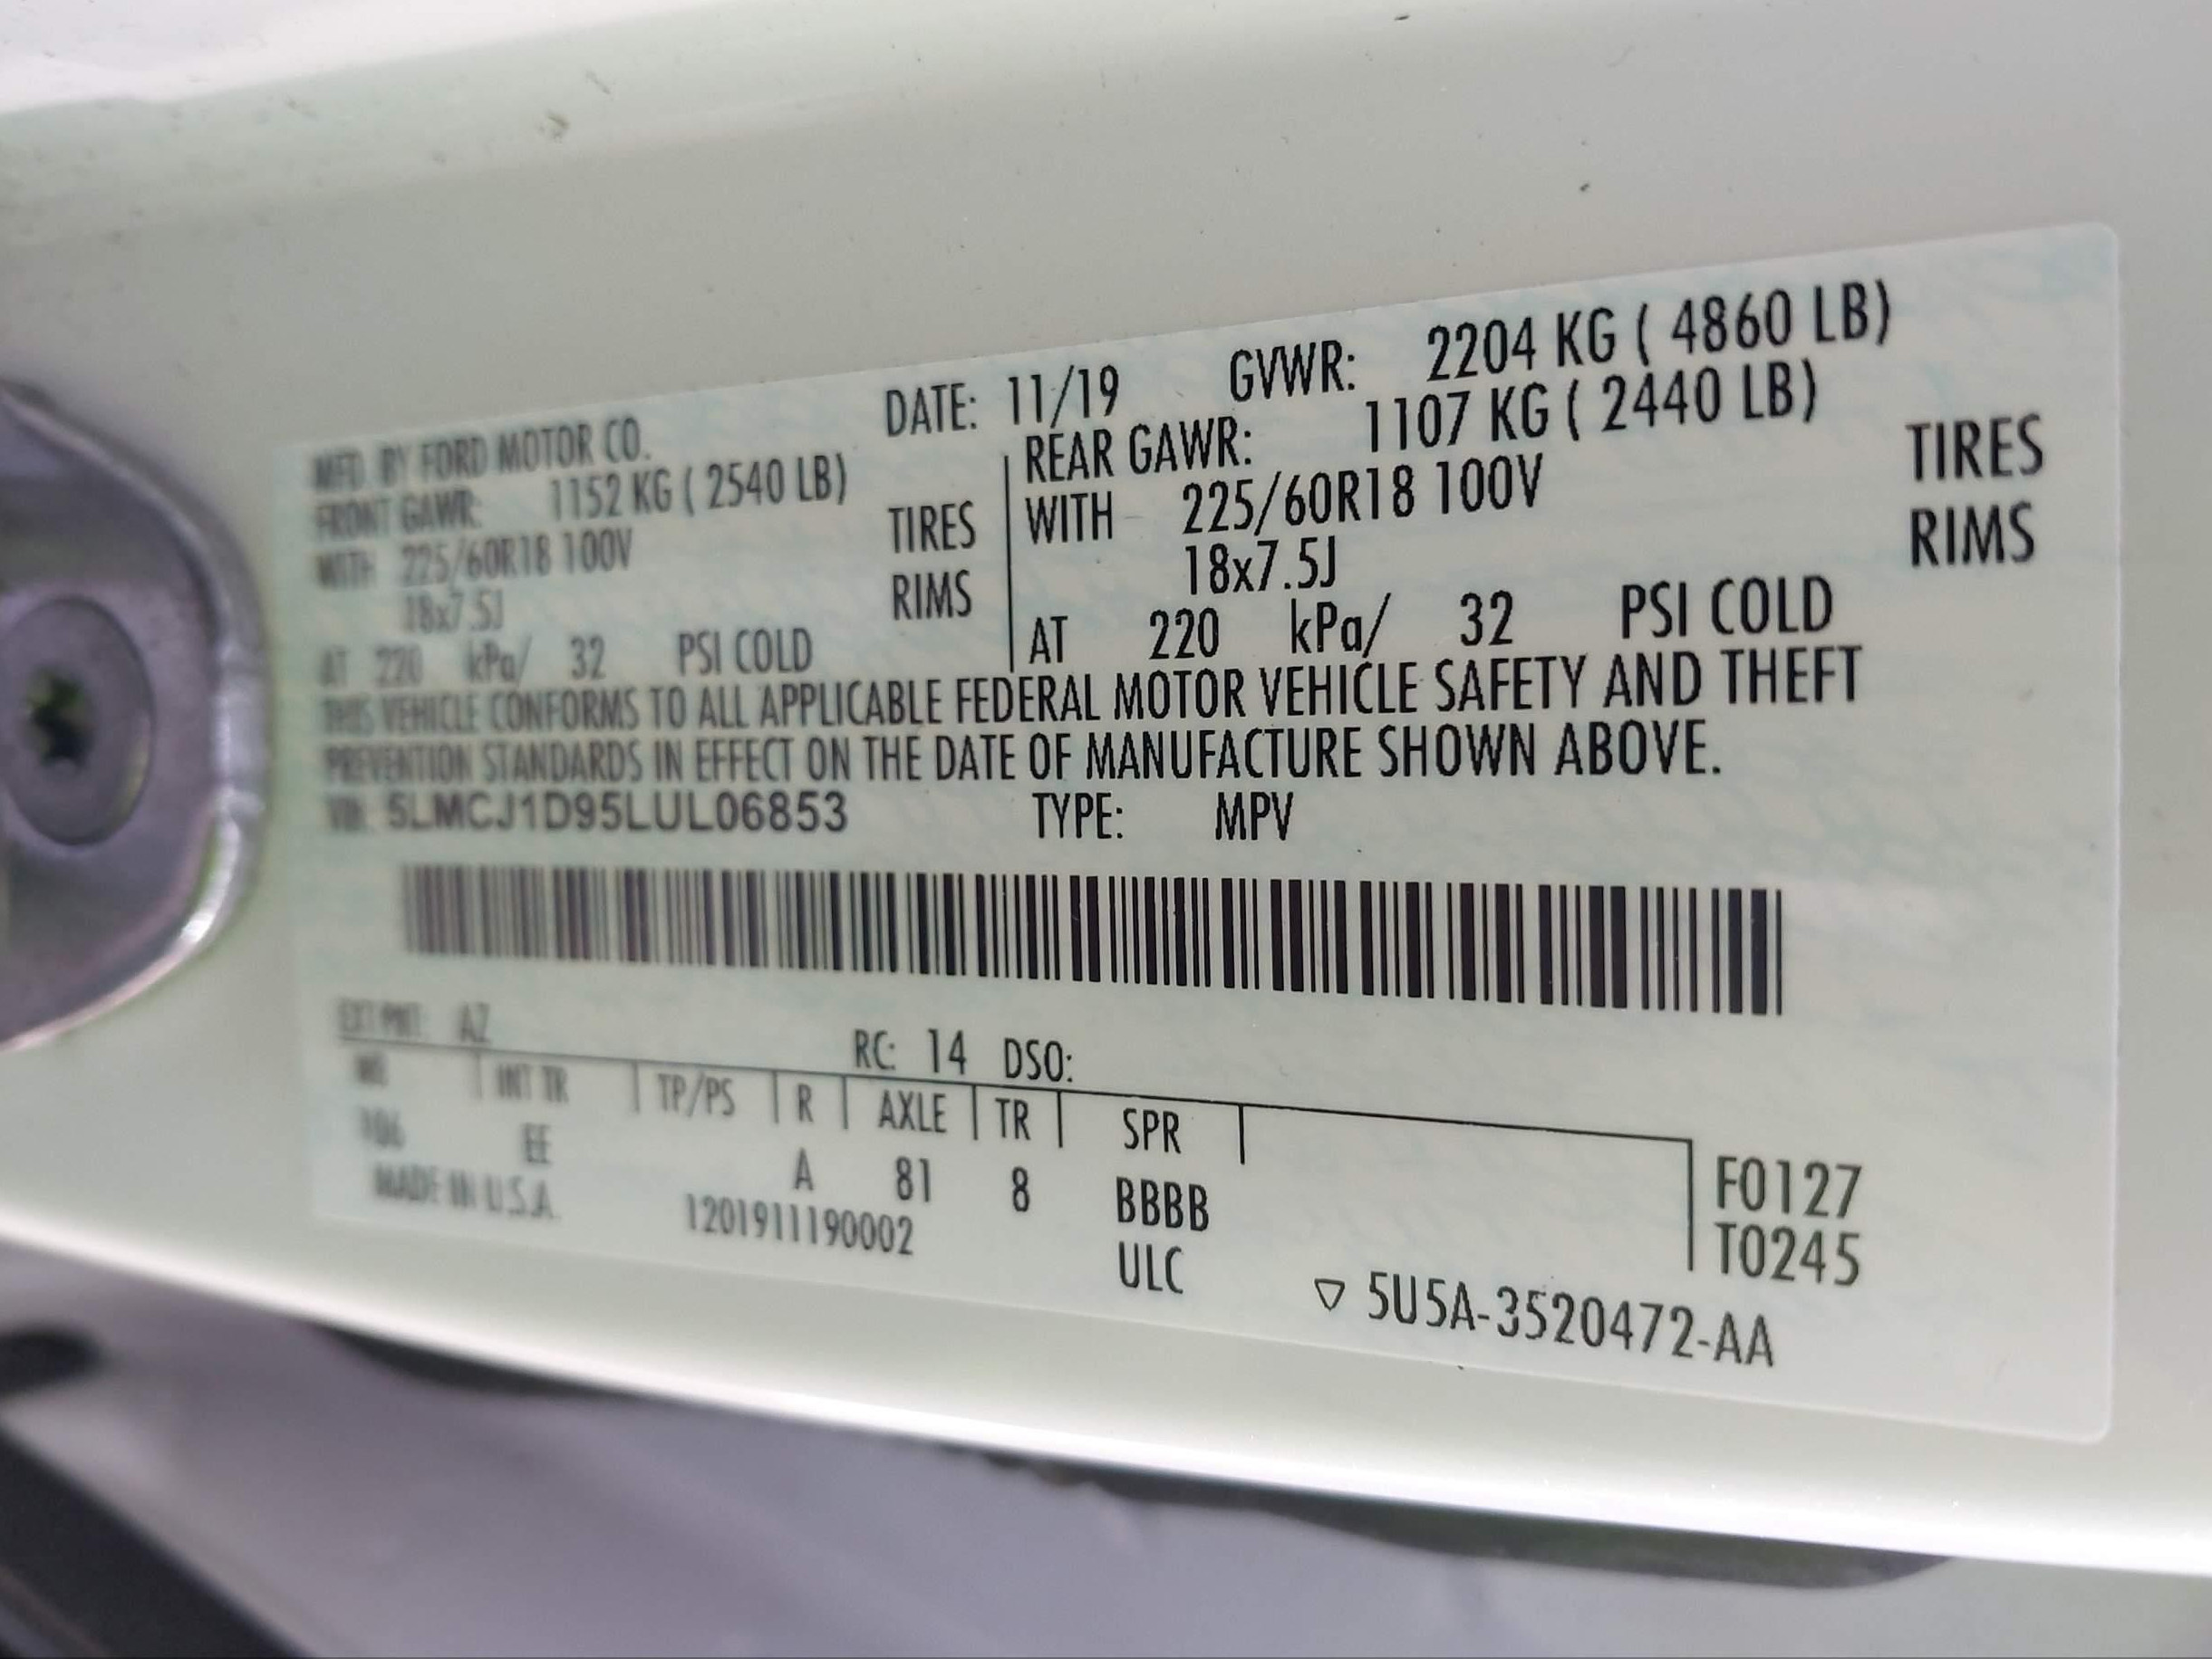 MFD. BY FORD MOTOR CO. DATE: 11/19 GVWR: 2204 KG ( 4860 LB)
FRONT GAWR: 1152 KG ( 2540 LB) REAR GAWR: 1107 KG ( 2440 LB)
WITH 225/60R18 100V TIRES WITH 225/60R18 100V TIRES
18x7.5J RIMS 18x7.5J RIMS
AT 220 kPa/ 32 PSI COLD AT 220 kPa/ 32 PSI COLD
THIS VEHICLE CONFORMS TO ALL APPLICABLE FEDERAL MOTOR VEHICLE SAFETY AND THEFT
PREVENTION STANDARDS IN EFFECT ON THE DATE OF MANUFACTURE SHOWN ABOVE.
VIN: 5LMCJ1D95LUL06853 TYPE: MPV
EXT PNT: AZ RC: 14 DSO:
WB INT TR TP/PS R AXLE TR SPR
106 EE A 81 8 BBBB F0127
MADE IN U.S.A. 1201911190002 ULC T0245
▽ 5U5A-3520472-AA